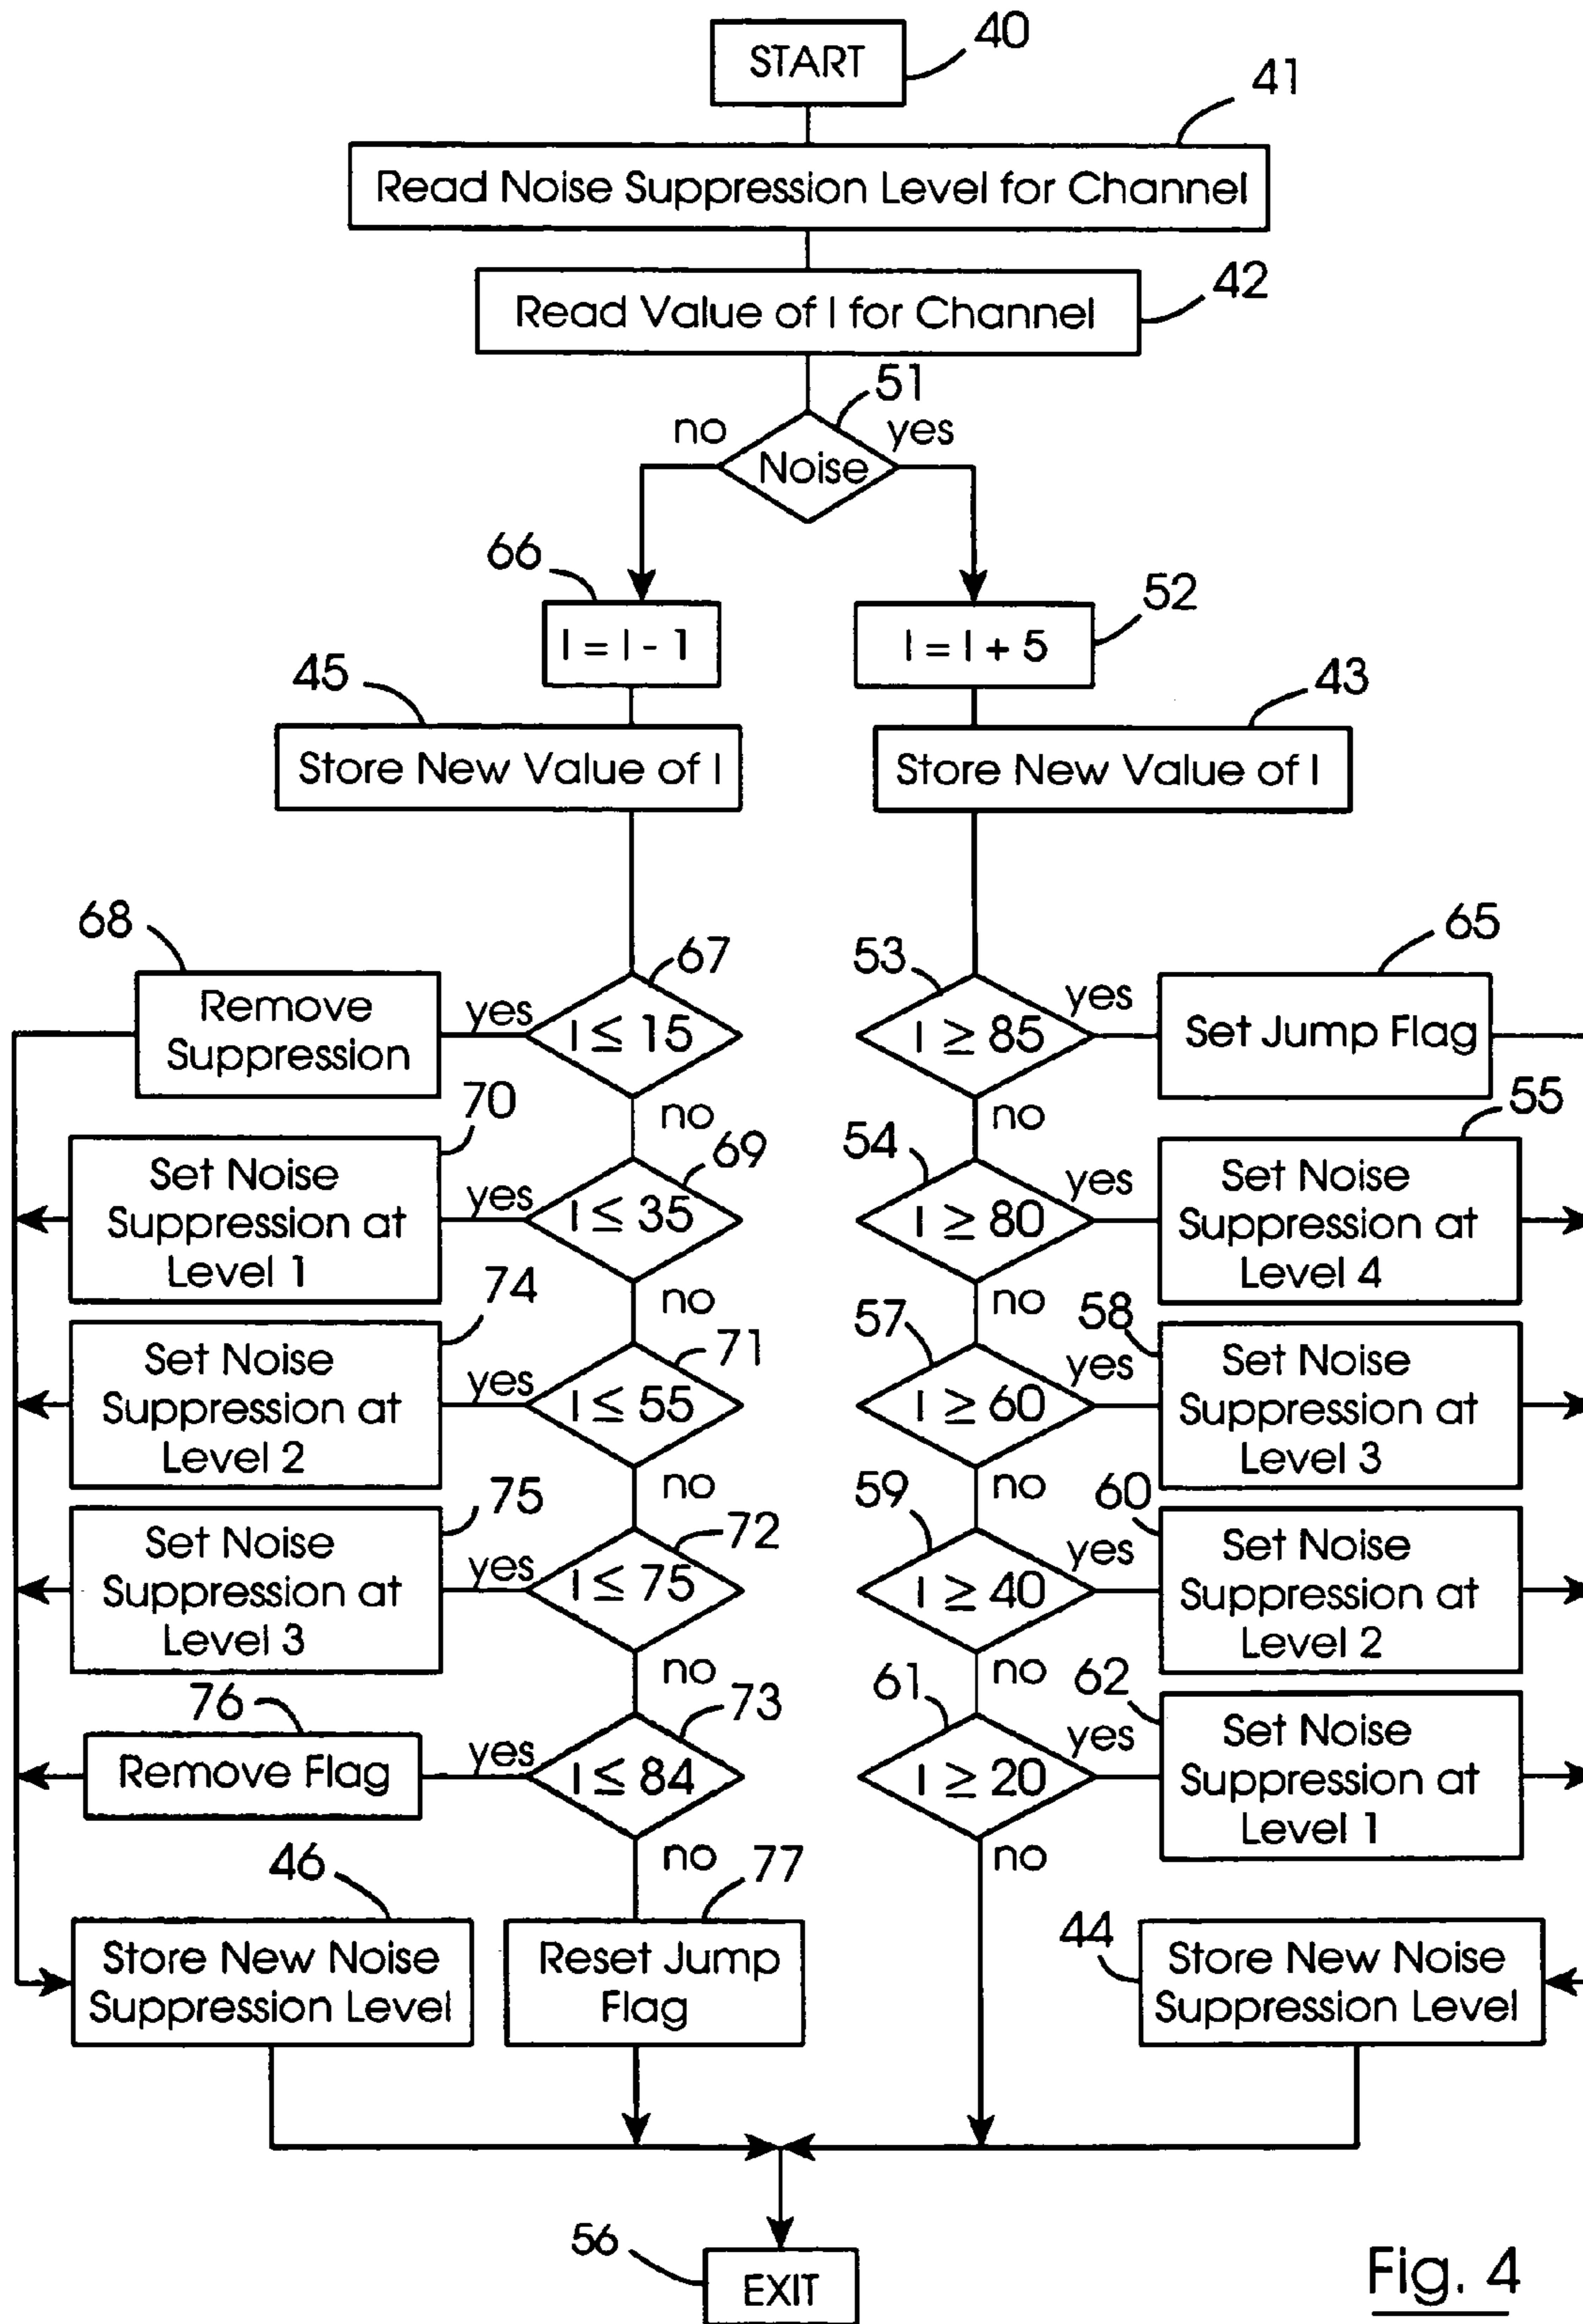 START
40
41
Read Noise Suppression Level for Channel
42
Read Value of I for Channel
51
no
yes
Noise
66
52
I = I - 1
I = I + 5
45
43
Store New Value of I
Store New Value of I
68
67
53
65
Remove
Suppression
yes
I ≤ 15
I ≥ 85
yes
Set Jump Flag
no
no
70
69
54
55
Set Noise
Suppression at
Level 1
yes
I ≤ 35
I ≥ 80
yes
Set Noise
Suppression at
Level 4
no
no
74
71
57
58
Set Noise
Suppression at
Level 2
yes
I ≤ 55
I ≥ 60
yes
Set Noise
Suppression at
Level 3
no
no
75
72
59
60
Set Noise
Suppression at
Level 3
yes
I ≤ 75
I ≥ 40
yes
Set Noise
Suppression at
Level 2
no
no
76
73
61
62
Remove Flag
yes
I ≤ 84
I ≥ 20
yes
Set Noise
Suppression at
Level 1
no
no
46
77
44
Store New Noise
Suppression Level
Reset Jump
Flag
Store New Noise
Suppression Level
56
EXIT
Fig. 4